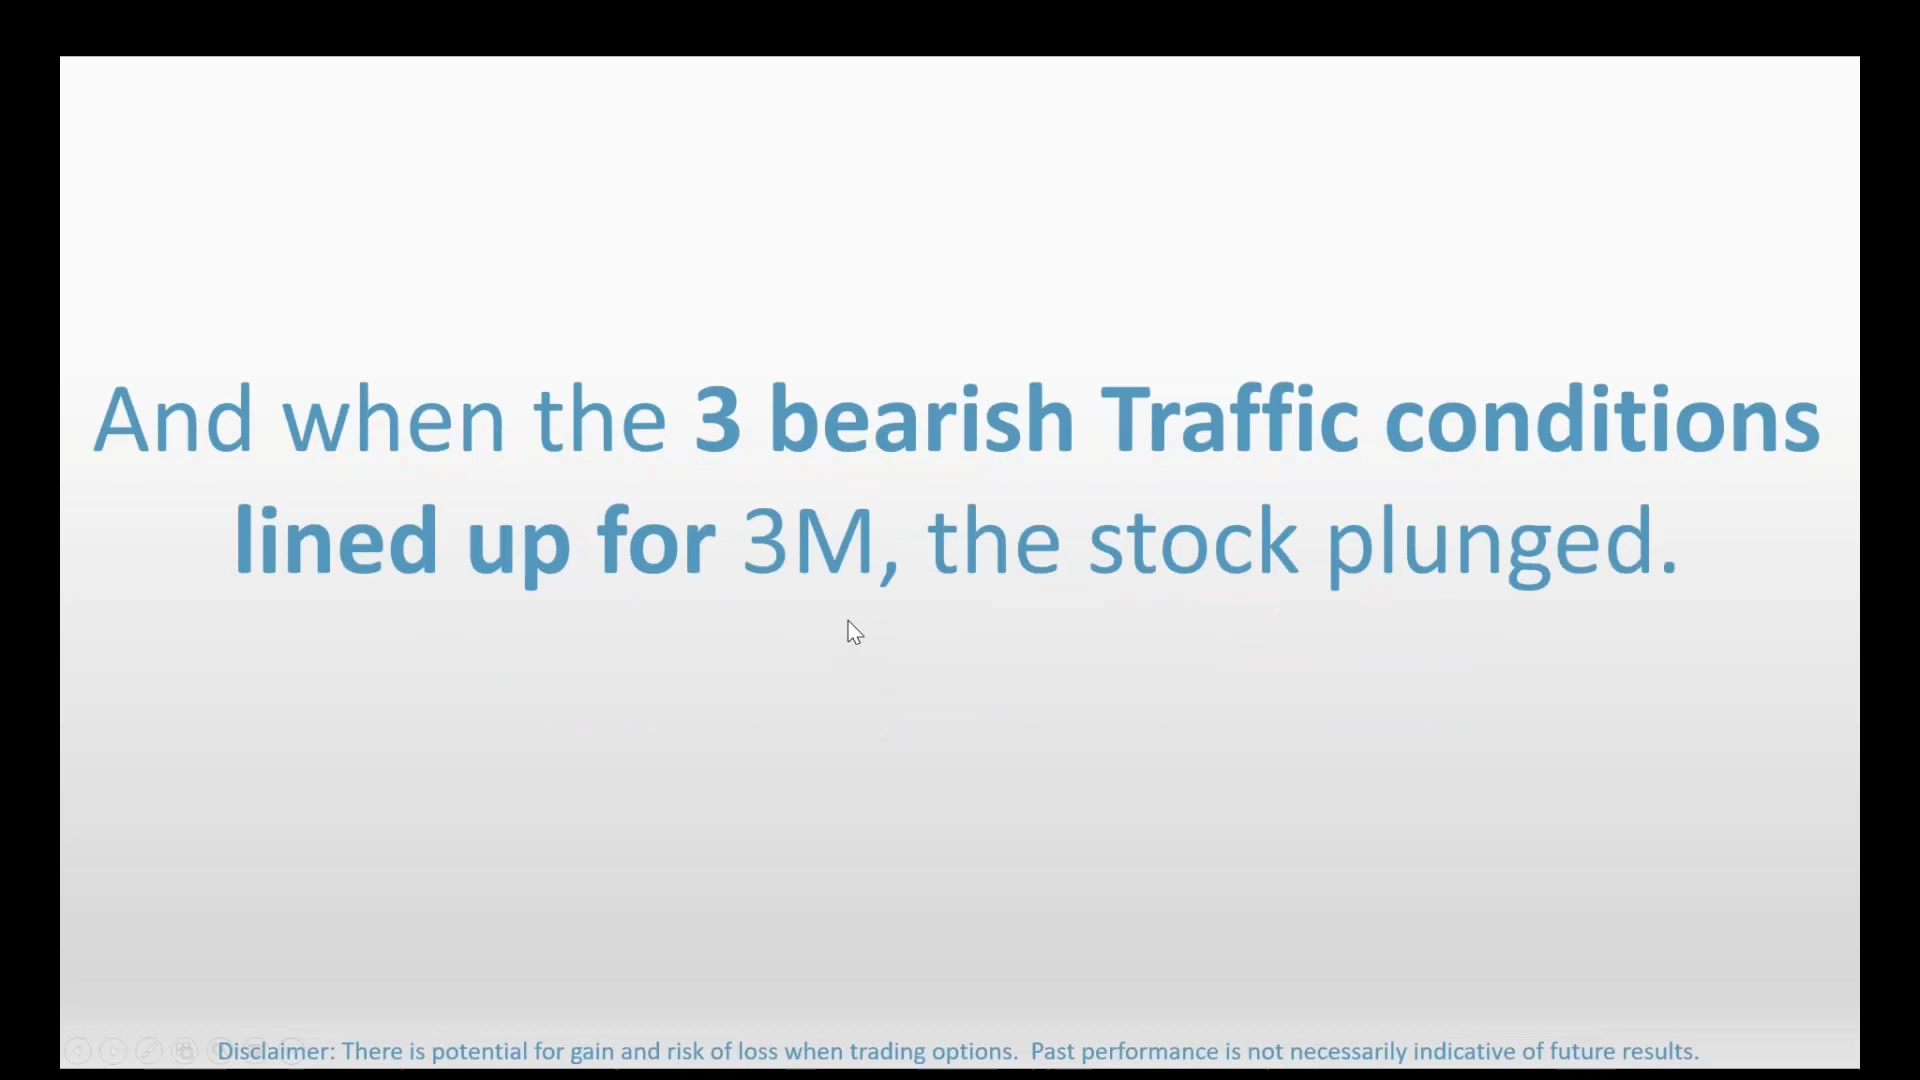 And when the 3 bearish Traffic conditions
lined up for 3M, the stock plunged.
Disclaimer: There is potential for gain and risk of loss when trading options.  Past performance is not necessarily indicative of future results.